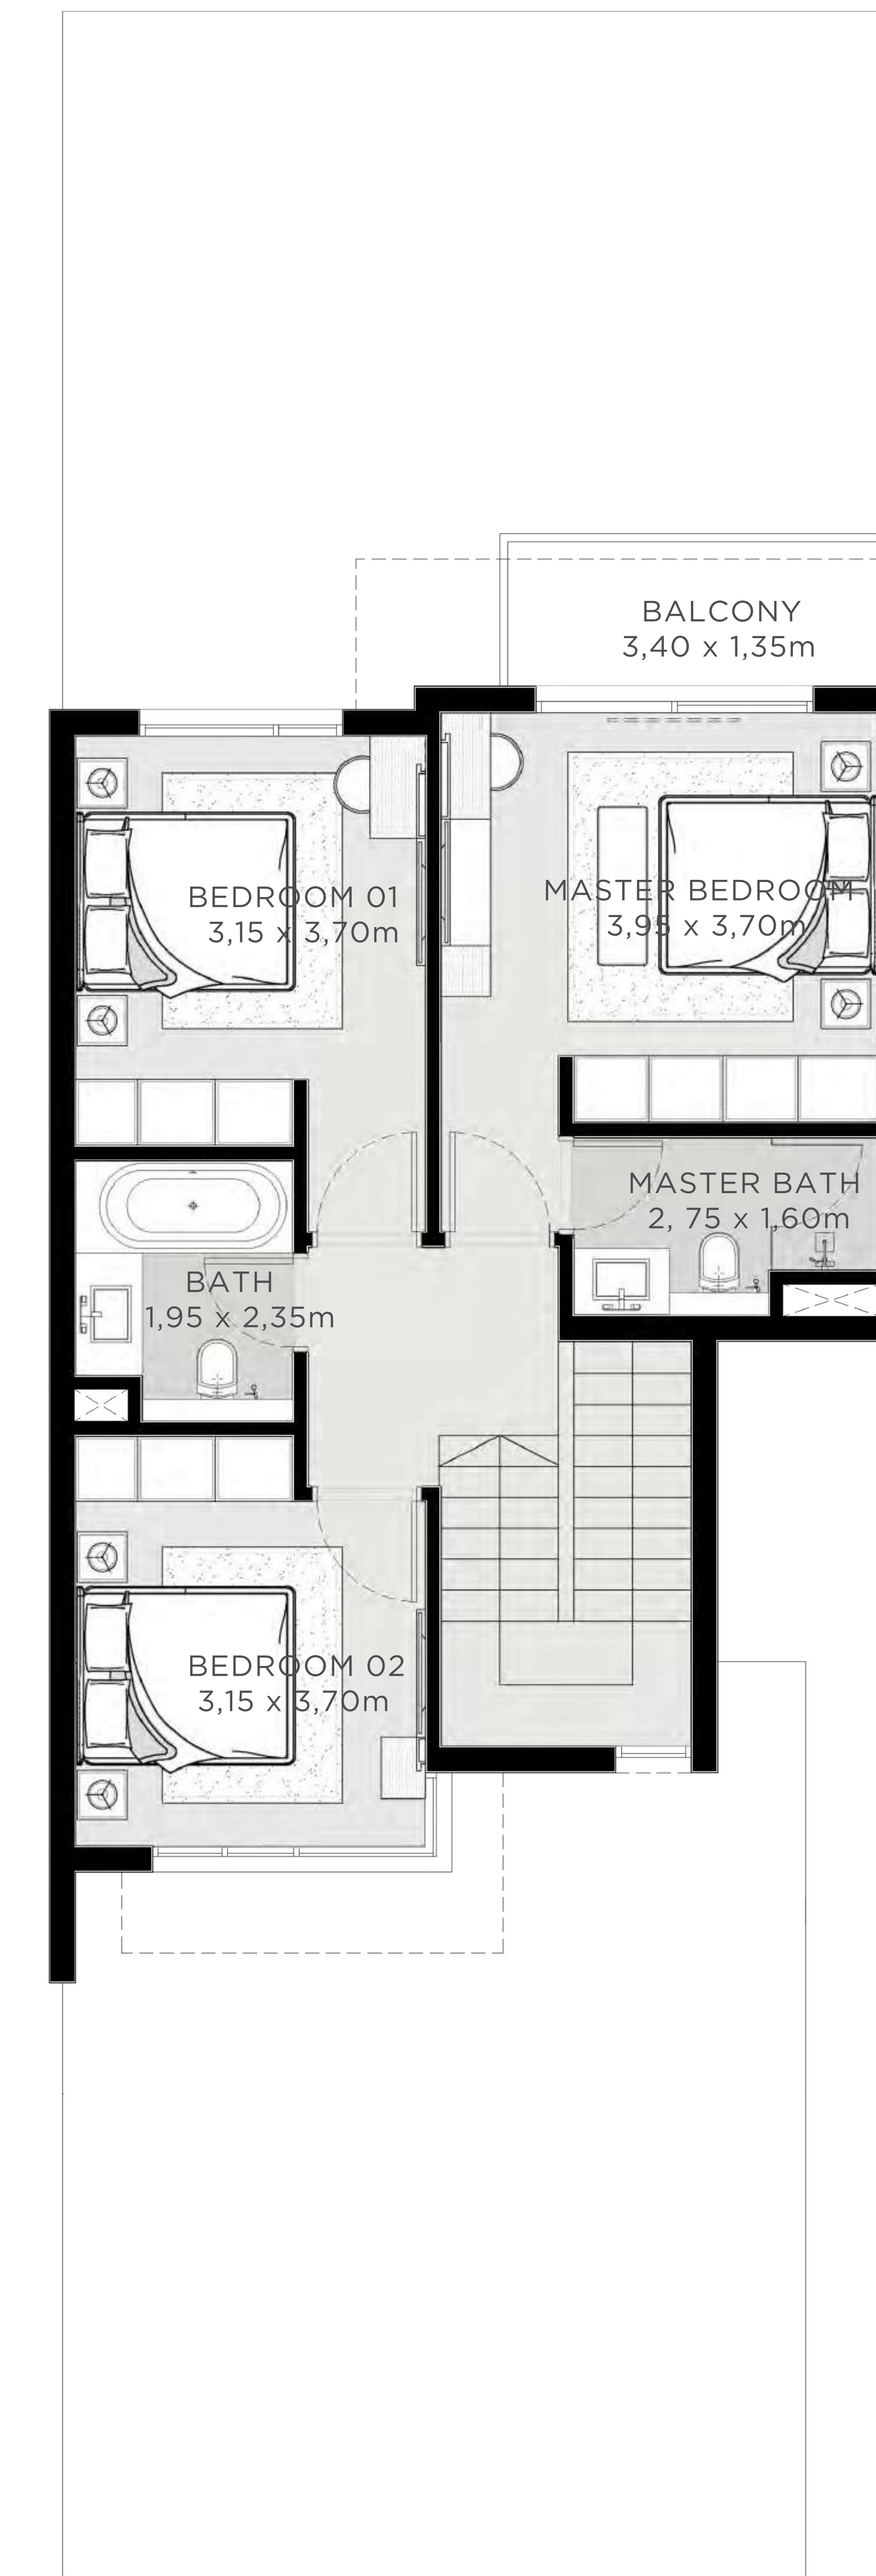 BALCONY
3,40 x 1,35m
BEDROOM 01
3,15 x 3,70m
MASTER BEDROOM
3,95 x 3,70m
MASTER BATH
2, 75 x 1,60m
BATH
1,95 x 2,35m
BEDROOM 02
3,15 x 3,70m